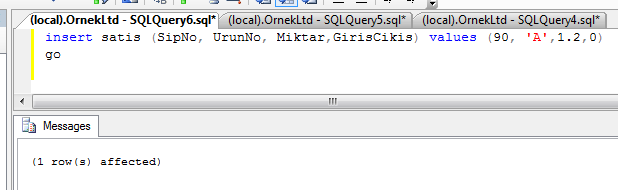 (local).OrnekLtd - SQLQuery6.sql* (local).OrnekLtd - SQLQuery5.sql* (local).OrnekLtd - SQLQuery4.sql*
insert satis (SipNo, UrunNo, Miktar,GirisCikis) values (90, 'A',1.2,0)
go
Messages
(1 row(s) affected)